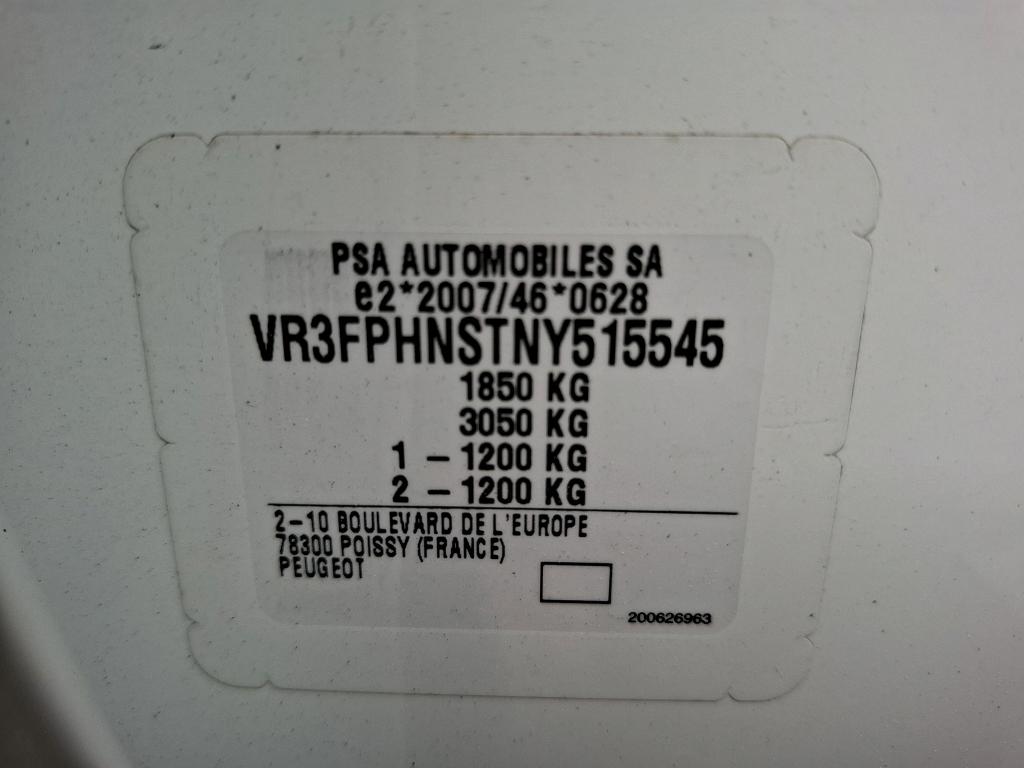 PSA AUTOMOBILES SA
e2*2007/46*0628
VR3FPHNSTNY515545
1850 KG
3050 KG
1 - 1200 KG
2 - 1200 KG
2-10 BOULEVARD DE L'EUROPE
78300 POISSY (FRANCE)
PEUGEOT
200626963